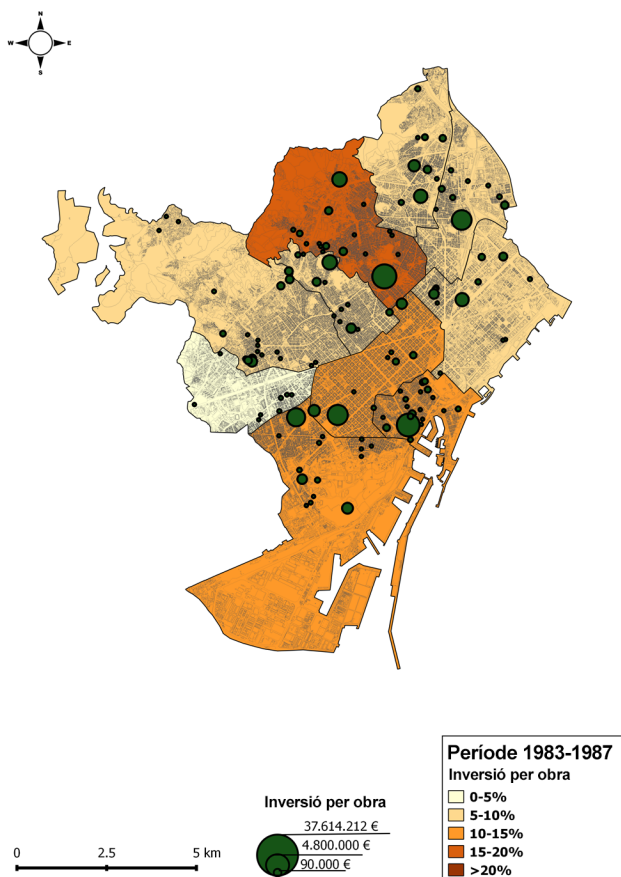 N
W E
S
Període 1983-1987
Inversió per obra
0-5%
5-10%
10-15%
15-20%
>20%
Inversió per obra
37.614.212 €
4.800.000 €
90.000 €
0 2.5 5 km